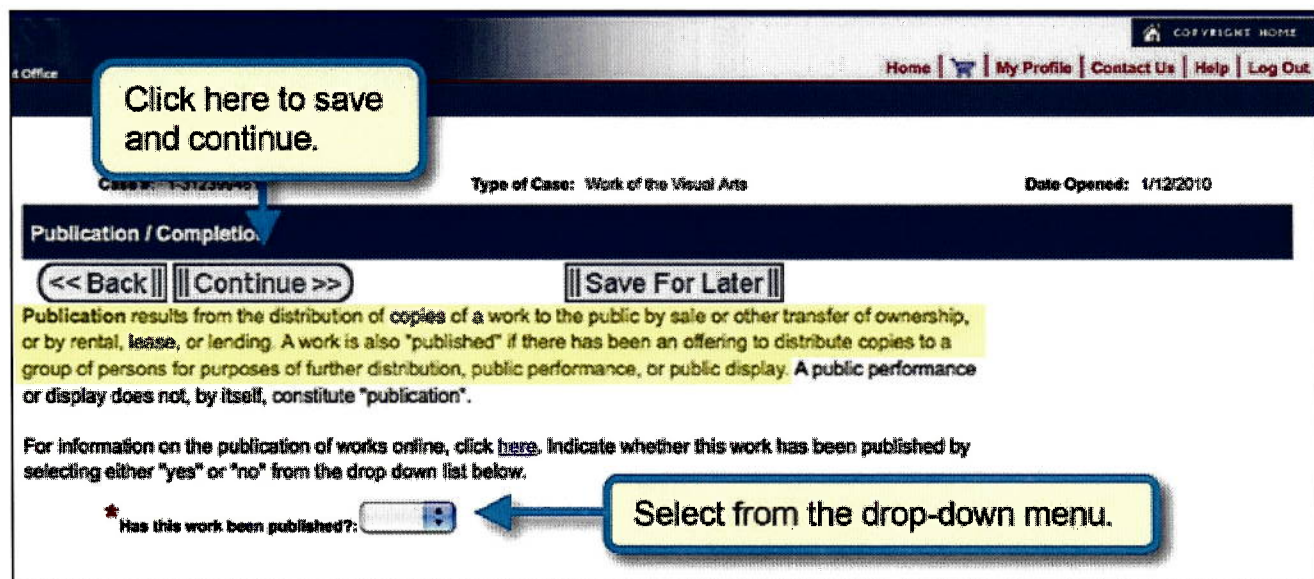 COPYRIGHT HOME
t Office
Home | My Profile | Contact Us | Help | Log Out
Click here to save
and continue.
Type of Case: Work of the Visual Arts
Date Opened: 1/12/2010
Publication / Completion
<< Back
Continue >>
Save For Later
Publication results from the distribution of copies of a work to the public by sale or other transfer of ownership,
or by rental, lease, or lending. A work is also "published" if there has been an offering to distribute copies to a
group of persons for purposes of further distribution, public performance, or public display. A public performance
or display does not, by itself, constitute "publication".
For information on the publication of works online, click here. Indicate whether this work has been published by
selecting either "yes" or "no" from the drop down list below.
*Has this work been published?:
Select from the drop-down menu.